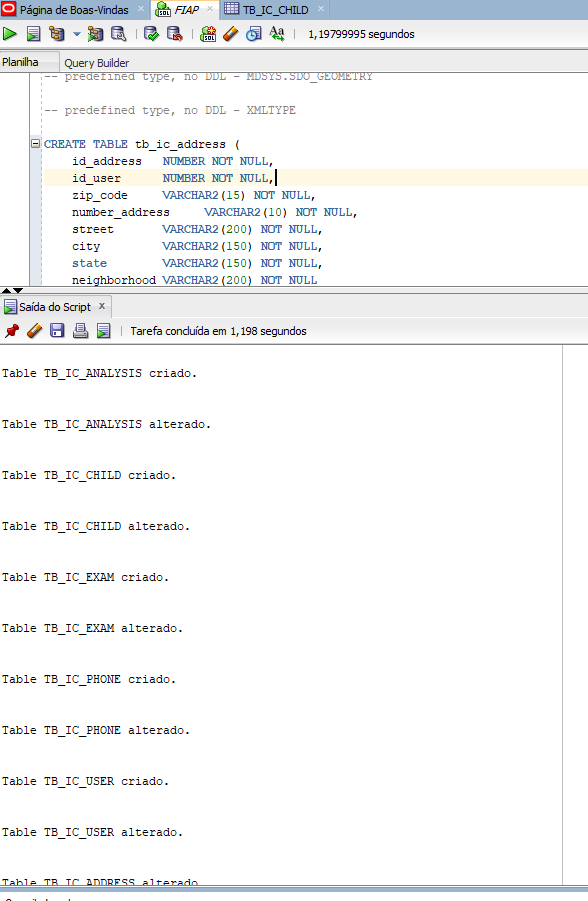 Página de Boas-Vindas × FIAP × TB_IC_CHILD ×
SQL SQL Aa 1,19799995 segundos
Planilha Query Builder
-- predefined type, no DDL - MDSYS.SDO_GEOMETRY
-- predefined type, no DDL - XMLTYPE
CREATE TABLE tb_ic_address (
id_address NUMBER NOT NULL,
id_user NUMBER NOT NULL,
zip_code VARCHAR2(15) NOT NULL,
number_address VARCHAR2(10) NOT NULL,
street VARCHAR2(200) NOT NULL,
city VARCHAR2(150) NOT NULL,
state VARCHAR2(150) NOT NULL,
neighborhood VARCHAR2(200) NOT NULL
Saída do Script x
Tarefa concluída em 1,198 segundos
Table TB_IC_ANALYSIS criado.
Table TB_IC_ANALYSIS alterado.
Table TB_IC_CHILD criado.
Table TB_IC_CHILD alterado.
Table TB_IC_EXAM criado.
Table TB_IC_EXAM alterado.
Table TB_IC_PHONE criado.
Table TB_IC_PHONE alterado.
Table TB_IC_USER criado.
Table TB_IC_USER alterado.
Table TB_IC_ADDRESS alterado